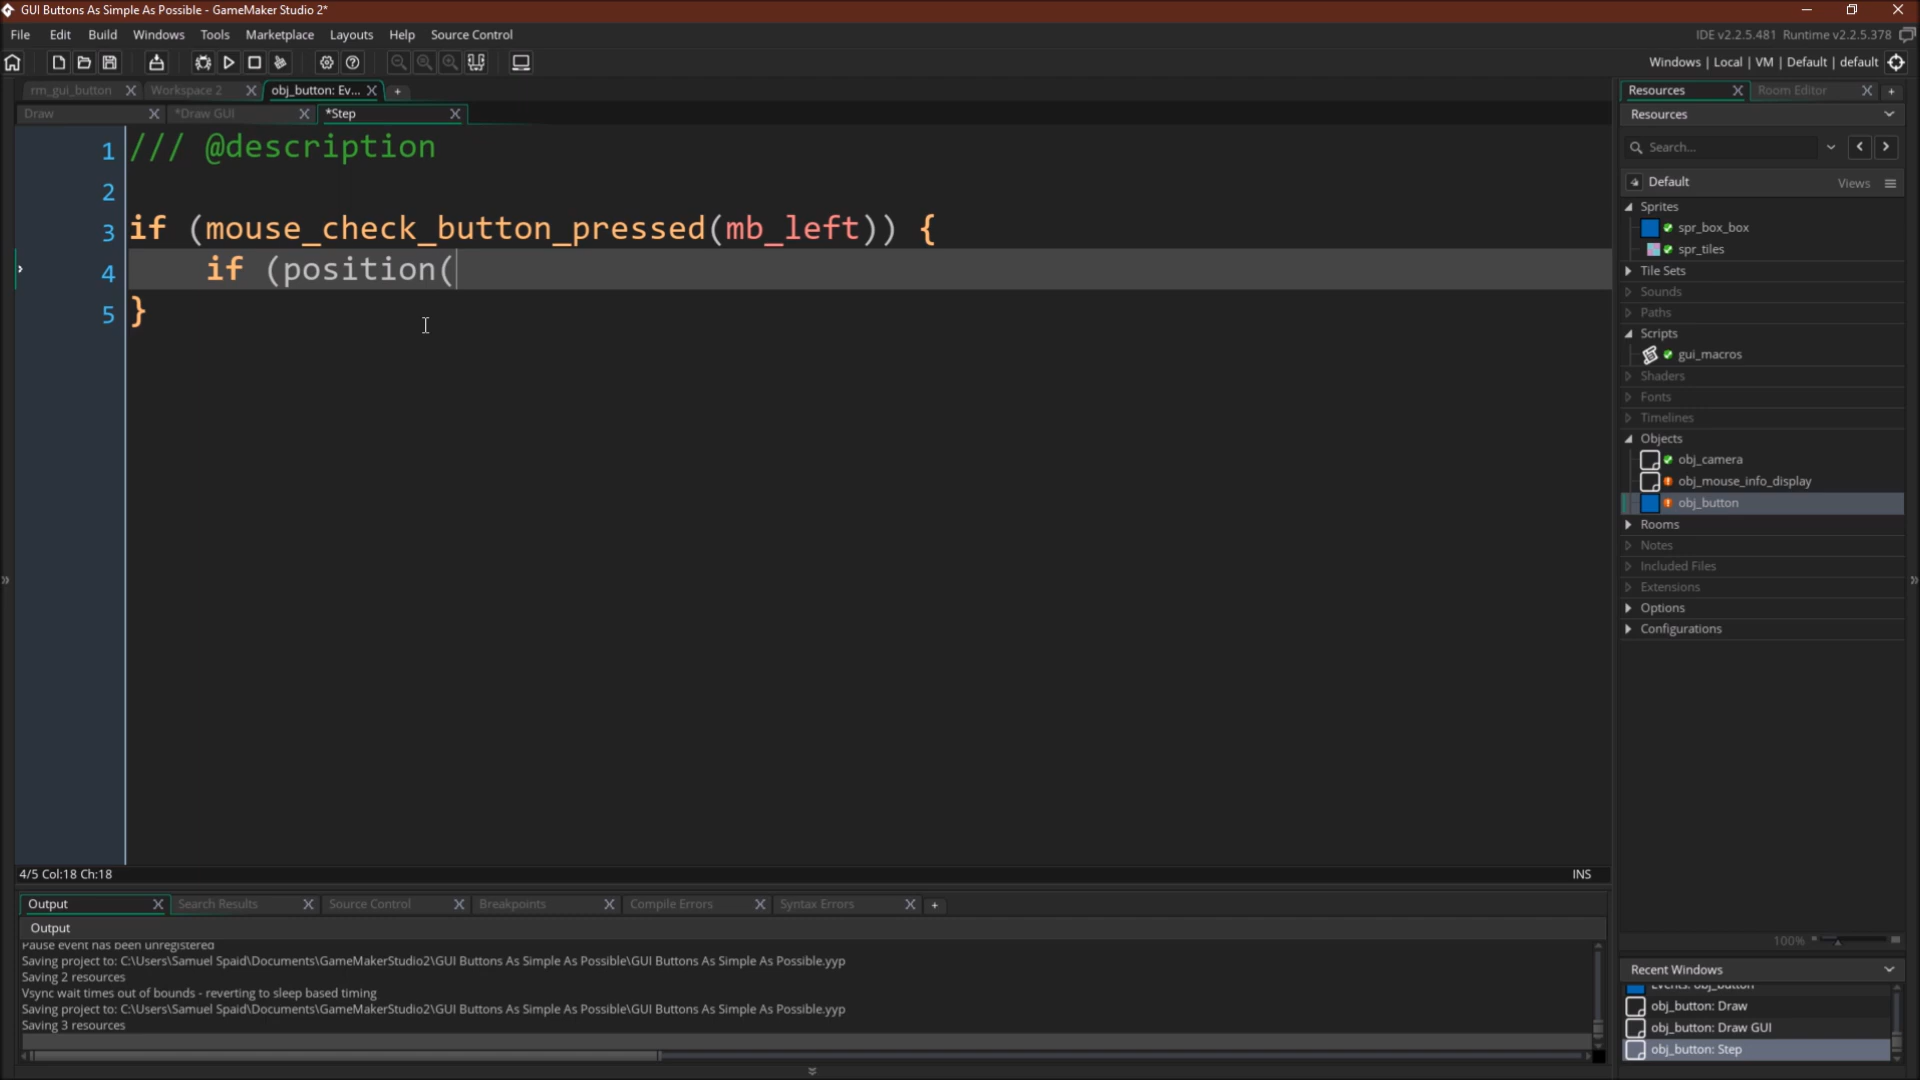 GUI Buttons As Simple As Possible - GameMaker Studio 2*
File Edit Build Windows Tools Marketplace Layouts Help Source Control
IDE v2.2.5.481 Runtime v2.2.5.378
Windows | Local | VM | Default | default
rm_gui_button Workspace 2 obj_button: Ev... +
Draw *Draw GUI *Step
1 /// @description
2
3 if (mouse_check_button_pressed(mb_left)) {
4 if (position(
5 }
4/5 Col:18 Ch:18 INS
Output Search Results Source Control Breakpoints Compile Errors Syntax Errors +
Output
Pause event has been unregistered
Saving project to: C:\Users\Samuel Spaid\Documents\GameMakerStudio2\GUI Buttons As Simple As Possible\GUI Buttons As Simple As Possible.yyp
Saving 2 resources
Vsync wait times out of bounds - reverting to sleep based timing
Saving project to: C:\Users\Samuel Spaid\Documents\GameMakerStudio2\GUI Buttons As Simple As Possible\GUI Buttons As Simple As Possible.yyp
Saving 3 resources
Resources Room Editor +
Resources
Search...
Default Views
Sprites
spr_box_box
spr_tiles
Tile Sets
Sounds
Paths
Scripts
gui_macros
Shaders
Fonts
Timelines
Objects
obj_camera
obj_mouse_info_display
obj_button
Rooms
Notes
Included Files
Extensions
Options
Configurations
100%
Recent Windows
Events: obj_button
obj_button: Draw
obj_button: Draw GUI
obj_button: Step